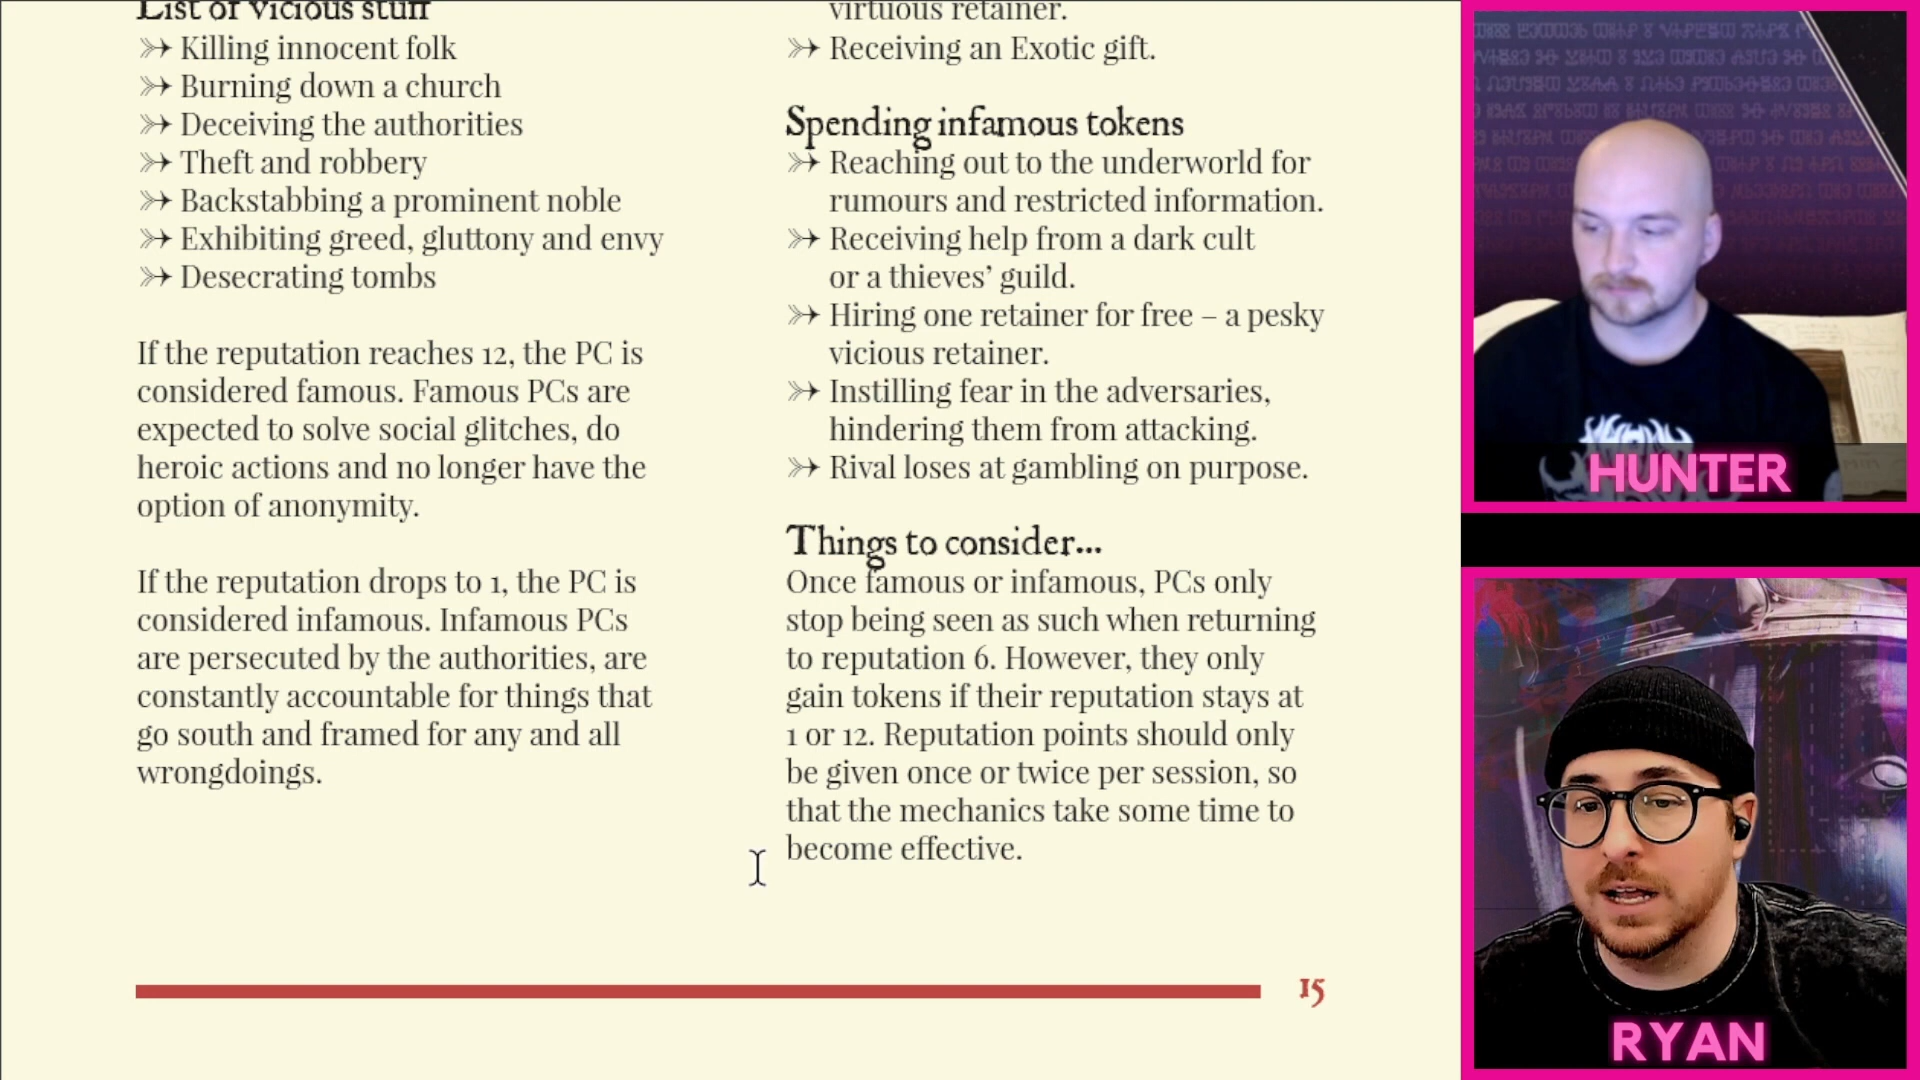 List of vicious stuff
➳ Killing innocent folk
➳ Burning down a church
➳ Deceiving the authorities
➳ Theft and robbery
➳ Backstabbing a prominent noble
➳ Exhibiting greed, gluttony and envy
➳ Desecrating tombs
If the reputation reaches 12, the PC is
considered famous. Famous PCs are
expected to solve social glitches, do
heroic actions and no longer have the
option of anonymity.
If the reputation drops to 1, the PC is
considered infamous. Infamous PCs
are persecuted by the authorities, are
constantly accountable for things that
go south and framed for any and all
wrongdoings.
virtuous retainer.
➳ Receiving an Exotic gift.
Spending infamous tokens
➳ Reaching out to the underworld for
rumours and restricted information.
➳ Receiving help from a dark cult
or a thieves’ guild.
➳ Hiring one retainer for free – a pesky
vicious retainer.
➳ Instilling fear in the adversaries,
hindering them from attacking.
➳ Rival loses at gambling on purpose.
Things to consider...
Once famous or infamous, PCs only
stop being seen as such when returning
to reputation 6. However, they only
gain tokens if their reputation stays at
1 or 12. Reputation points should only
be given once or twice per session, so
that the mechanics take some time to
become effective.
15
HUNTER
RYAN